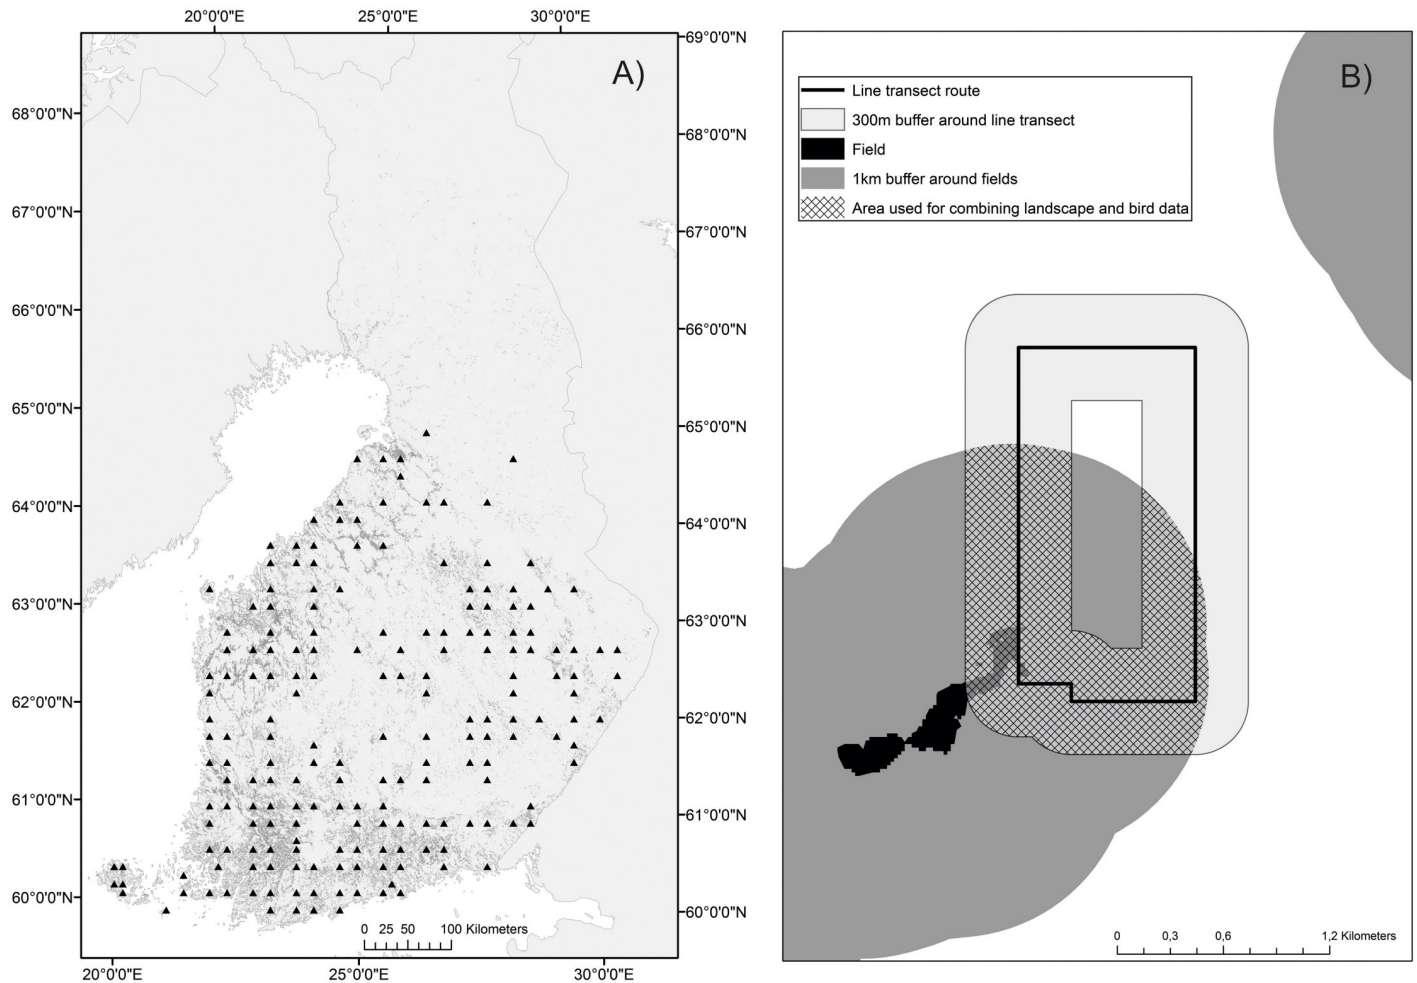 20°0'0"E 25°0'0"E 30°0'0"E
A)
69°0'0"N
68°0'0"N
68°0'0"N
67°0'0"N
67°0'0"N
66°0'0"N
66°0'0"N
65°0'0"N
65°0'0"N
64°0'0"N
64°0'0"N
63°0'0"N
63°0'0"N
62°0'0"N
62°0'0"N
61°0'0"N
61°0'0"N
60°0'0"N
60°0'0"N
0 25 50 100 Kilometers
20°0'0"E 25°0'0"E 30°0'0"E
B)
Line transect route
300m buffer around line transect
Field
1km buffer around fields
Area used for combining landscape and bird data
0 0,3 0,6 1,2 Kilometers